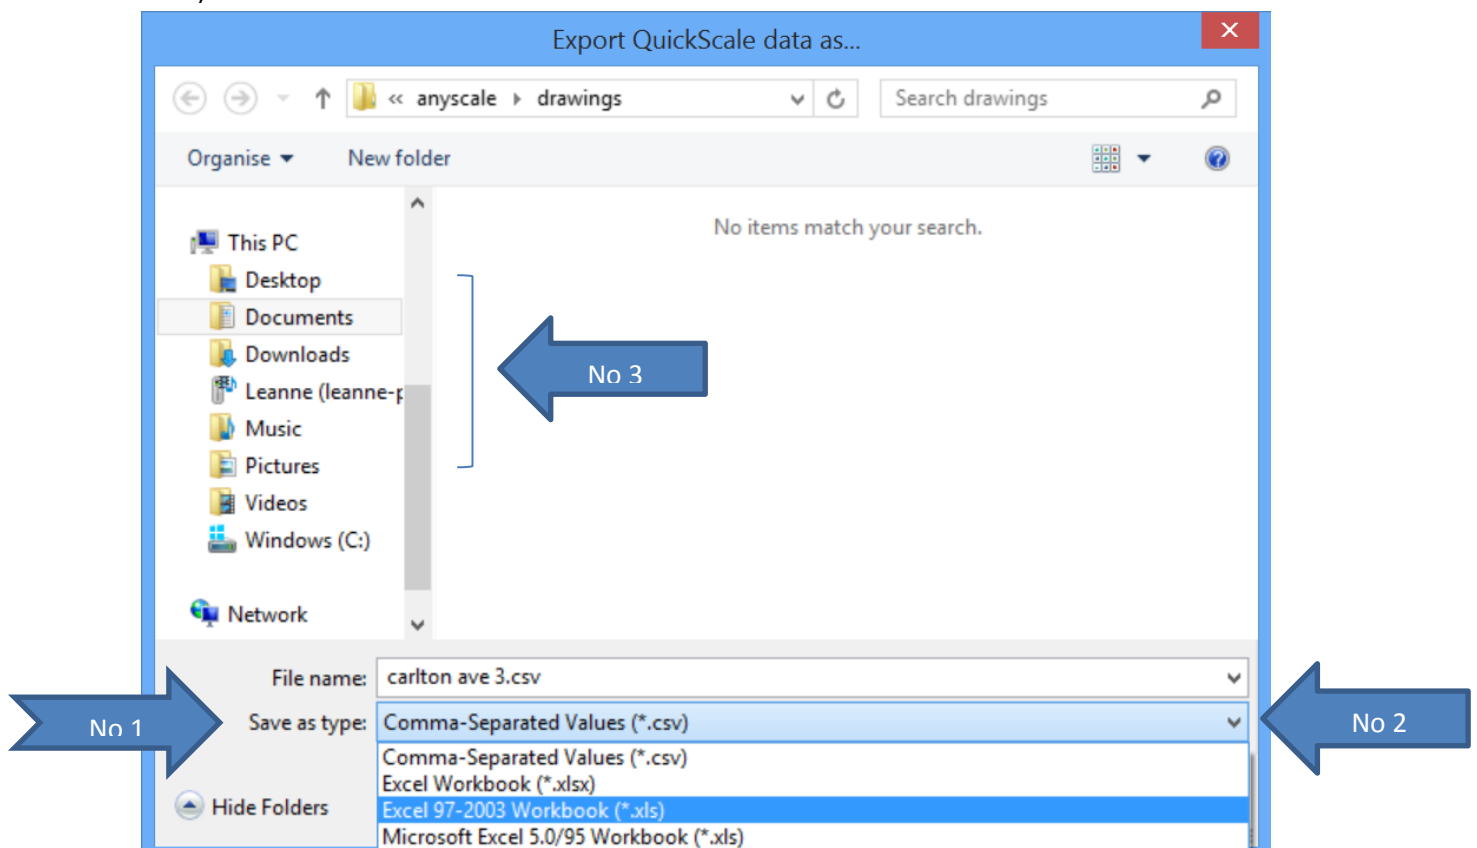 Export QuickScale data as...
« anyscale drawings
Search drawings
Organise
New folder
No items match your search.
This PC
Desktop
Documents
Downloads
Leanne (leanne-p
Music
Pictures
Videos
Windows (C:)
Network
No 3
File name: carlton ave 3.csv
No 1
Save as type: Comma-Separated Values (*.csv)
No 2
Comma-Separated Values (*.csv)
Excel Workbook (*.xlsx)
Excel 97-2003 Workbook (*.xls)
Microsoft Excel 5.0/95 Workbook (*.xls)
Hide Folders